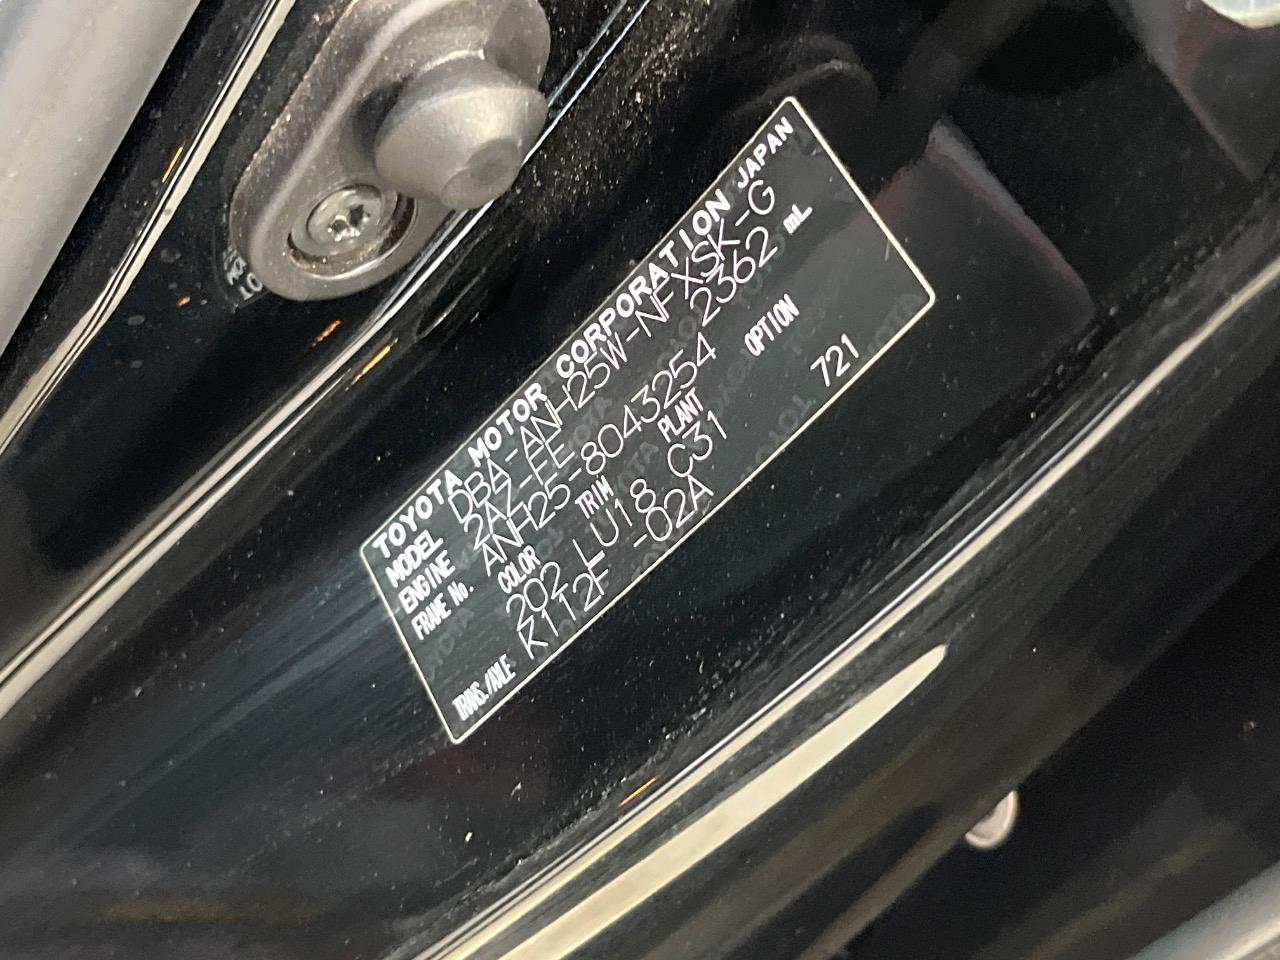 TOYOTA MOTOR CORPORATION JAPAN
MODEL DBA-ANH25W-NFXSK-G
ENGINE 2AZ-FE 2362 mL
FRAME No. ANH25-8043254
COLOR TRIM PLANT OPTION
202 LU18 C31 721
TRANS./AXLE K112F -02A